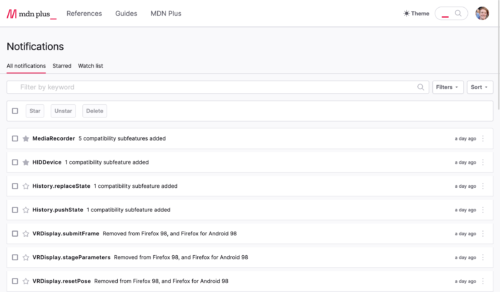 mdn plus_ References Guides MDN Plus Theme
Notifications
All notifications Starred Watch list
Filter by keyword Filters Sort
Star Unstar Delete
MediaRecorder 5 compatibility subfeatures added a day ago
HIDDevice 1 compatibility subfeature added a day ago
History.replaceState 1 compatibility subfeature added a day ago
History.pushState 1 compatibility subfeature added a day ago
VRDisplay.submitFrame Removed from Firefox 98, and Firefox for Android 98 a day ago
VRDisplay.stageParameters Removed from Firefox 98, and Firefox for Android 98 a day ago
VRDisplay.resetPose Removed from Firefox 98, and Firefox for Android 98 a day ago